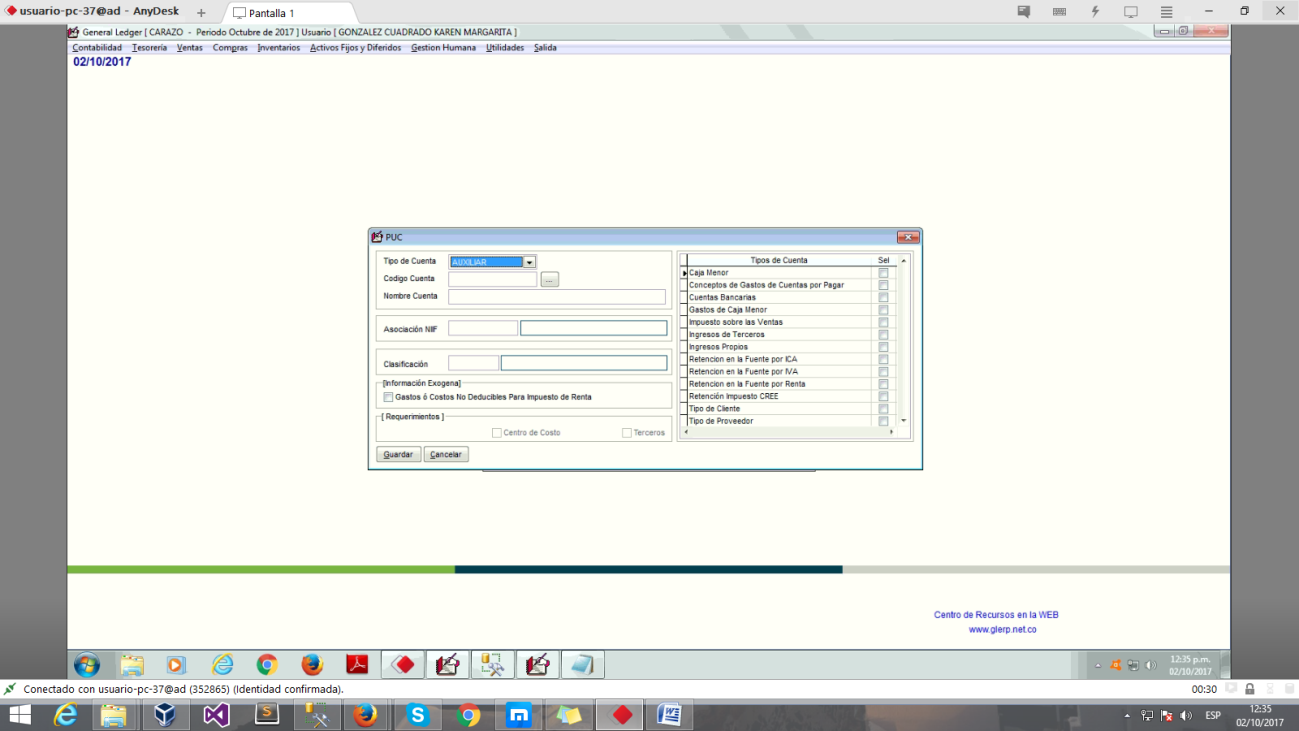 usuario-pc-37@ad - AnyDesk
Pantalla 1
General Ledger [ CARAZO - Periodo Octubre de 2017 ] Usuario [ GONZALEZ CUADRADO KAREN MARGARITA ]
Contabilidad Tesoreria Ventas Compras Inventarios Activos Fijos y Diferidos Gestion Humana Utilidades Salida
02/10/2017
PUC
Tipo de Cuenta AUXILIAR
Codigo Cuenta ...
Nombre Cuenta
Asociación NIIF
Clasificación
[Información Exogena]
Gastos ó Costos No Deducibles Para Impuesto de Renta
[ Requerimientos ]
Centro de Costo Terceros
Guardar Cancelar
Tipos de Cuenta Sel
Caja Menor
Conceptos de Gastos de Cuentas por Pagar
Cuentas Bancarias
Gastos de Caja Menor
Impuesto sobre las Ventas
Ingresos de Terceros
Ingresos Propios
Retencion en la Fuente por ICA
Retencion en la Fuente por IVA
Retencion en la Fuente por Renta
Retención Impuesto CREE
Tipo de Cliente
Tipo de Proveedor
Centro de Recursos en la WEB
www.glerp.net.co
12:35 p.m.
02/10/2017
Conectado con usuario-pc-37@ad (352865) (Identidad confirmada).
00:30
ESP
12:35
02/10/2017